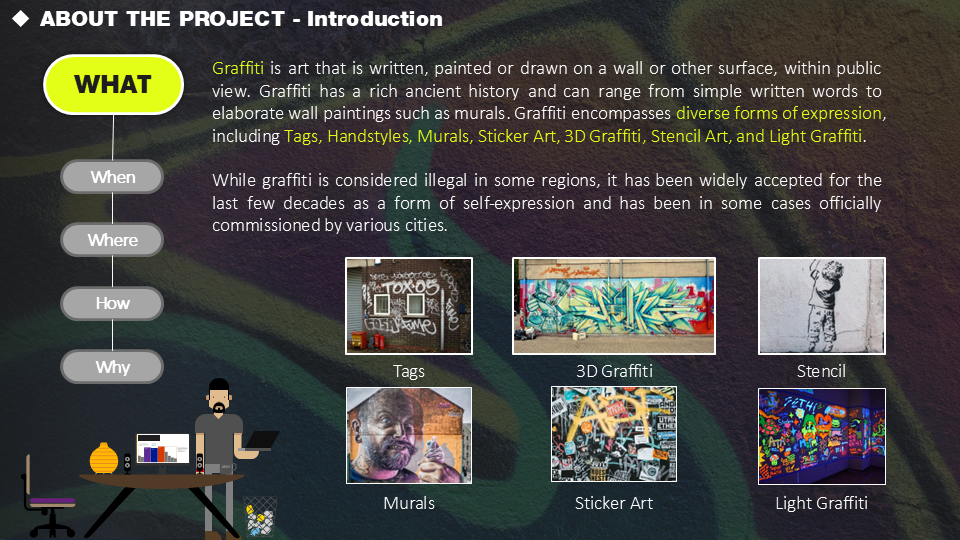 ABOUT THE PROJECT - Introduction
WHAT
When
Where
How
Why
Graffiti is art that is written, painted or drawn on a wall or other surface, within public
view. Graffiti has a rich ancient history and can range from simple written words to
elaborate wall paintings such as murals. Graffiti encompasses diverse forms of expression,
including Tags, Handstyles, Murals, Sticker Art, 3D Graffiti, Stencil Art, and Light Graffiti.
While graffiti is considered illegal in some regions, it has been widely accepted for the
last few decades as a form of self-expression and has been in some cases officially
commissioned by various cities.
TOX·05
Tags
3D Graffiti
Stencil
Murals
Sticker Art
Light Graffiti